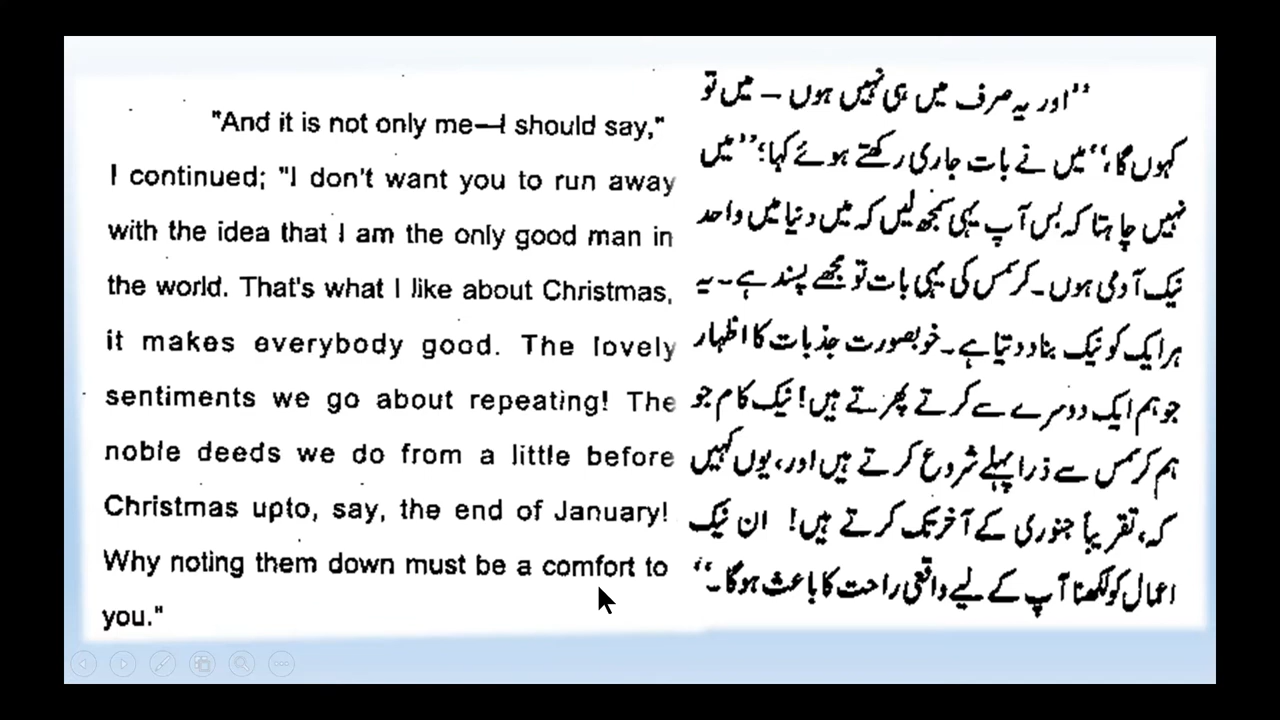 "And it is not only me—I should say,"
I continued; "I don't want you to run away
with the idea that I am the only good man in
the world. That's what I like about Christmas,
it makes everybody good. The lovely
sentiments we go about repeating! The
noble deeds we do from a little before
Christmas upto, say, the end of January!
Why noting them down must be a comfort to
you."
”اور یہ صرف میں ہی نہیں ہوں – میں تو
کہوں گا،“ میں نے بات جاری رکھتے ہوئے کہا؛ ”میں
نہیں چاہتا کہ بس آپ یہی سمجھ لیں کہ میں دنیا میں واحد
نیک آدمی ہوں۔ کرسمس کی یہی بات تو مجھے پسند ہے۔ یہ
ہر ایک کو نیک بنا دیتا ہے۔ خوبصورت جذبات کا اظہار
جو ہم ایک دوسرے سے کرتے پھرتے ہیں! نیک کام جو
ہم کرسمس سے ذرا پہلے شروع کرتے ہیں اور، یوں کہیں
کہ، تقریباً جنوری کے آخر تک کرتے ہیں! ان نیک
اعمال کو لکھنا آپ کے لیے واقعی راحت کا باعث ہوگا۔“